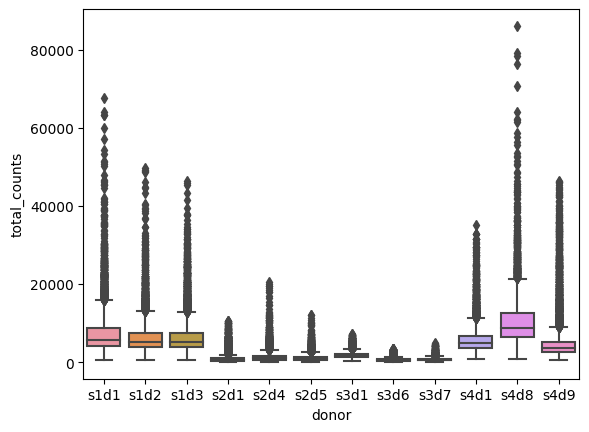 80000
60000
40000
20000
0
total_counts
s1d1 s1d2 s1d3 s2d1 s2d4 s2d5 s3d1 s3d6 s3d7 s4d1 s4d8 s4d9
donor